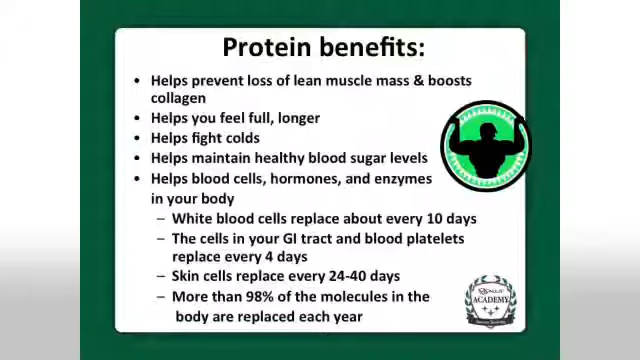 Protein benefits:
• Helps prevent loss of lean muscle mass & boosts
collagen
• Helps you feel full, longer
• Helps fight colds
• Helps maintain healthy blood sugar levels
• Helps blood cells, hormones, and enzymes
in your body
– White blood cells replace about every 10 days
– The cells in your GI tract and blood platelets
replace every 4 days
– Skin cells replace every 24-40 days
– More than 98% of the molecules in the
body are replaced each year
ACADEMY